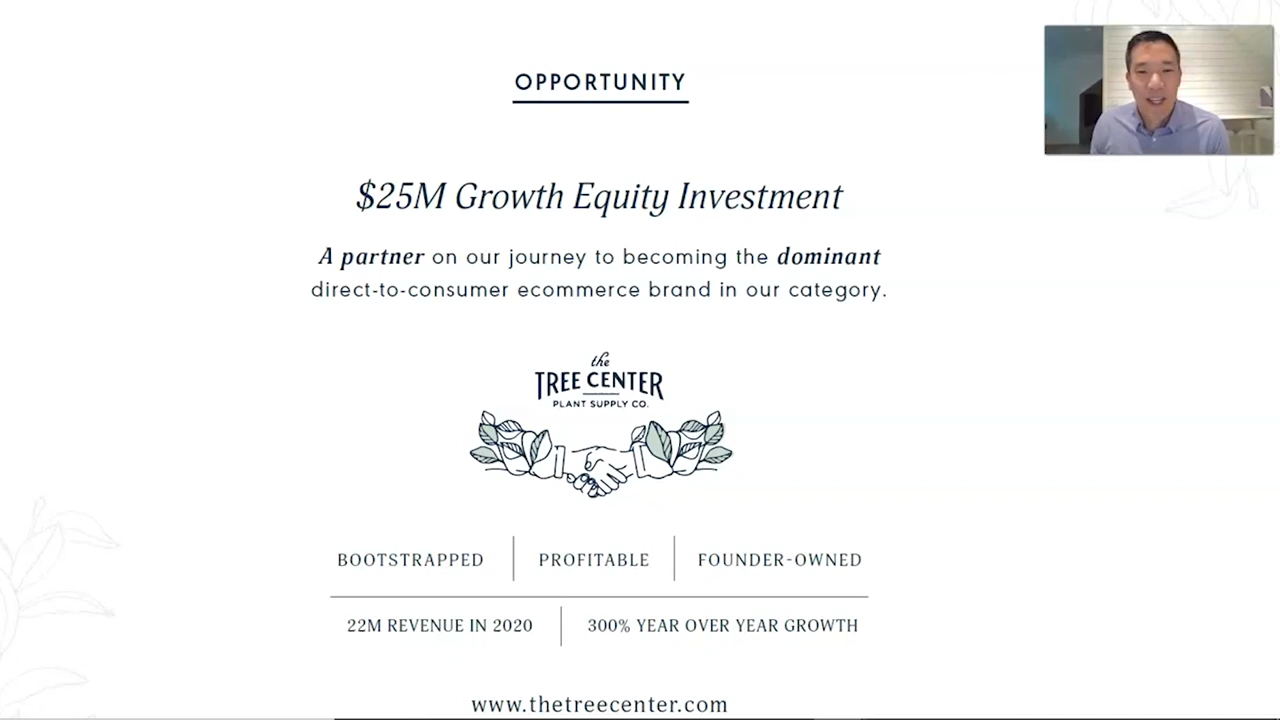 OPPORTUNITY
$25M Growth Equity Investment
A partner on our journey to becoming the dominant
direct-to-consumer ecommerce brand in our category.
the
TREE CENTER
PLANT SUPPLY CO.
BOOTSTRAPPED PROFITABLE FOUNDER-OWNED
22M REVENUE IN 2020 300% YEAR OVER YEAR GROWTH
www.thetreecenter.com